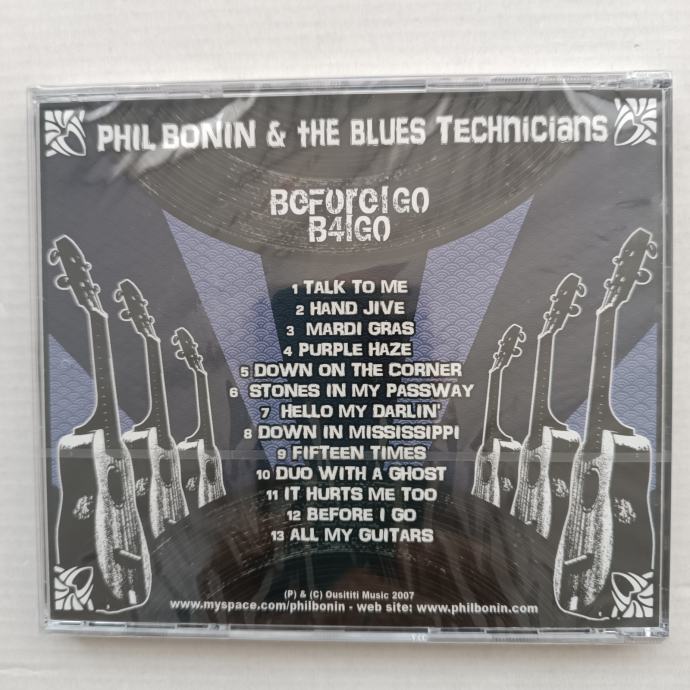 PHIL BONIN & tHE BLUES TecHniciAns
BeForeIGO
B4IGO
1 TALK TO ME
2 HAND JIVE
3 MARDI GRAS
4 PURPLE HAZE
5 DOWN ON THE CORNER
6 STONES IN MY PASSWAY
7 HELLO MY DARLIN'
8 DOWN IN MISSISSIPPI
9 FIFTEEN TIMES
10 DUO WITH A GHOST
11 IT HURTS ME TOO
12 BEFORE I GO
13 ALL MY GUITARS
(P) & (C) Ousititi Music 2007
www.myspace.com/philbonin - web site: www.philbonin.com